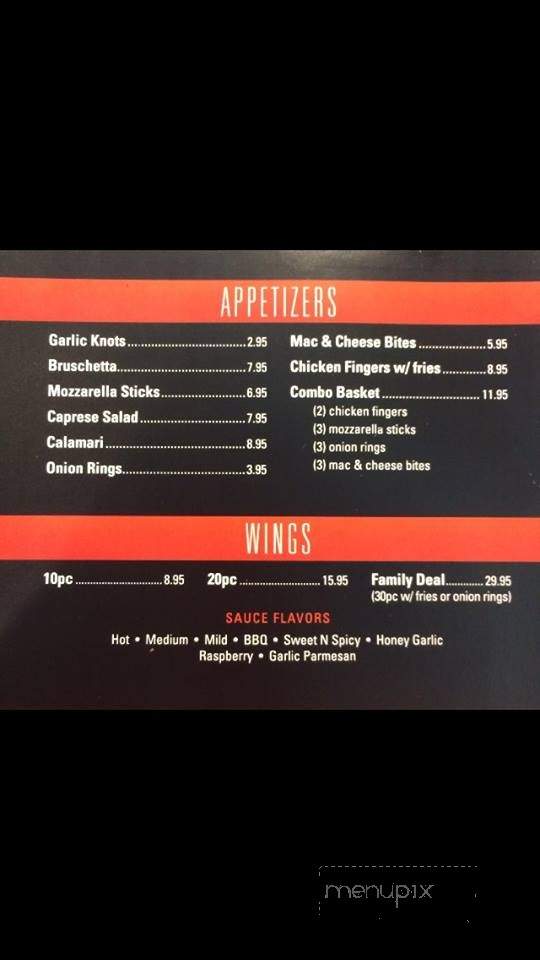 APPETIZERS
Garlic Knots..............................2.95
Bruschetta.................................7.95
Mozzarella Sticks......................6.95
Caprese Salad...........................7.95
Calamari....................................8.95
Onion Rings................................3.95
Mac & Cheese Bites..................5.95
Chicken Fingers w/ fries...........8.95
Combo Basket..........................11.95
(2) chicken fingers
(3) mozzarella sticks
(3) onion rings
(3) mac & cheese bites
WINGS
10pc......................8.95 20pc.....................15.95 Family Deal..........29.95
(30pc w/ fries or onion rings)
SAUCE FLAVORS
Hot • Medium • Mild • BBQ • Sweet N Spicy • Honey Garlic
Raspberry • Garlic Parmesan
menupix